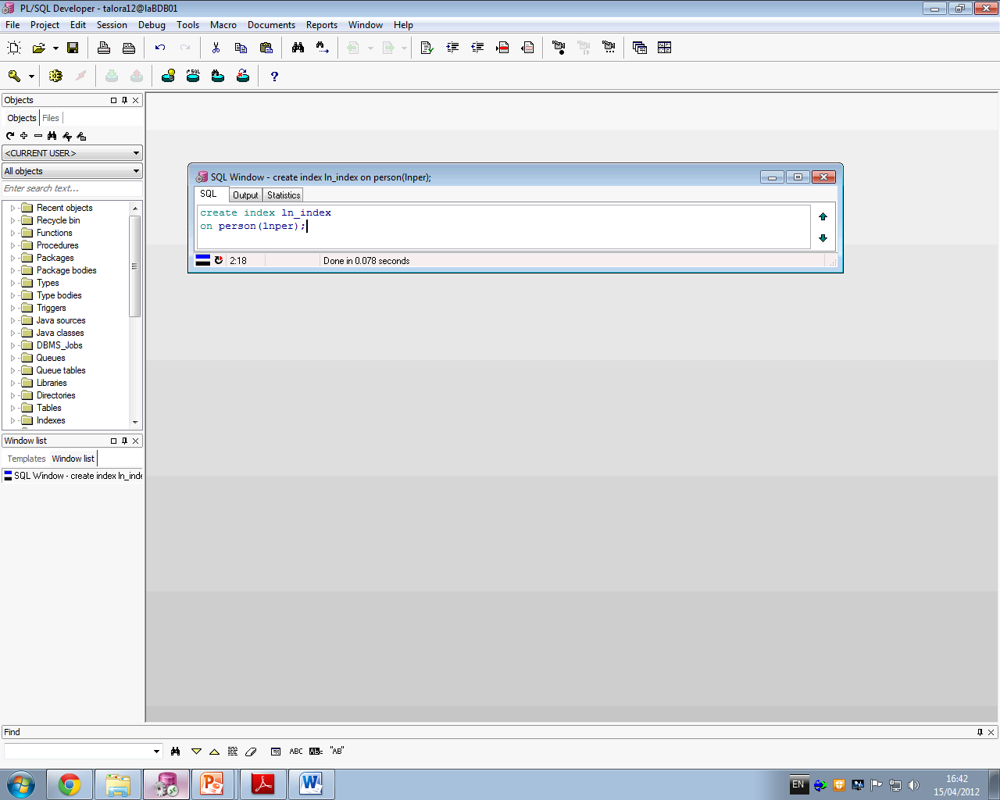 PL/SQL Developer - talora12@laBDB01
File Project Edit Session Debug Tools Macro Documents Reports Window Help
SQL
?
Objects
Objects Files
<CURRENT USER>
All objects
Enter search text...
Recent objects
Recycle bin
Functions
Procedures
Packages
Package bodies
Types
Type bodies
Triggers
Java sources
Java classes
DBMS_Jobs
Queues
Queue tables
Libraries
Directories
Tables
Indexes
SQL Window - create index ln_index on person(lnper);
SQL Output Statistics
create index ln_index
on person(lnper);
2:18 Done in 0.078 seconds
Window list
Templates Window list
SQL Window - create index ln_inde
Find
ABC "AB"
EN
16:42
15/04/2012